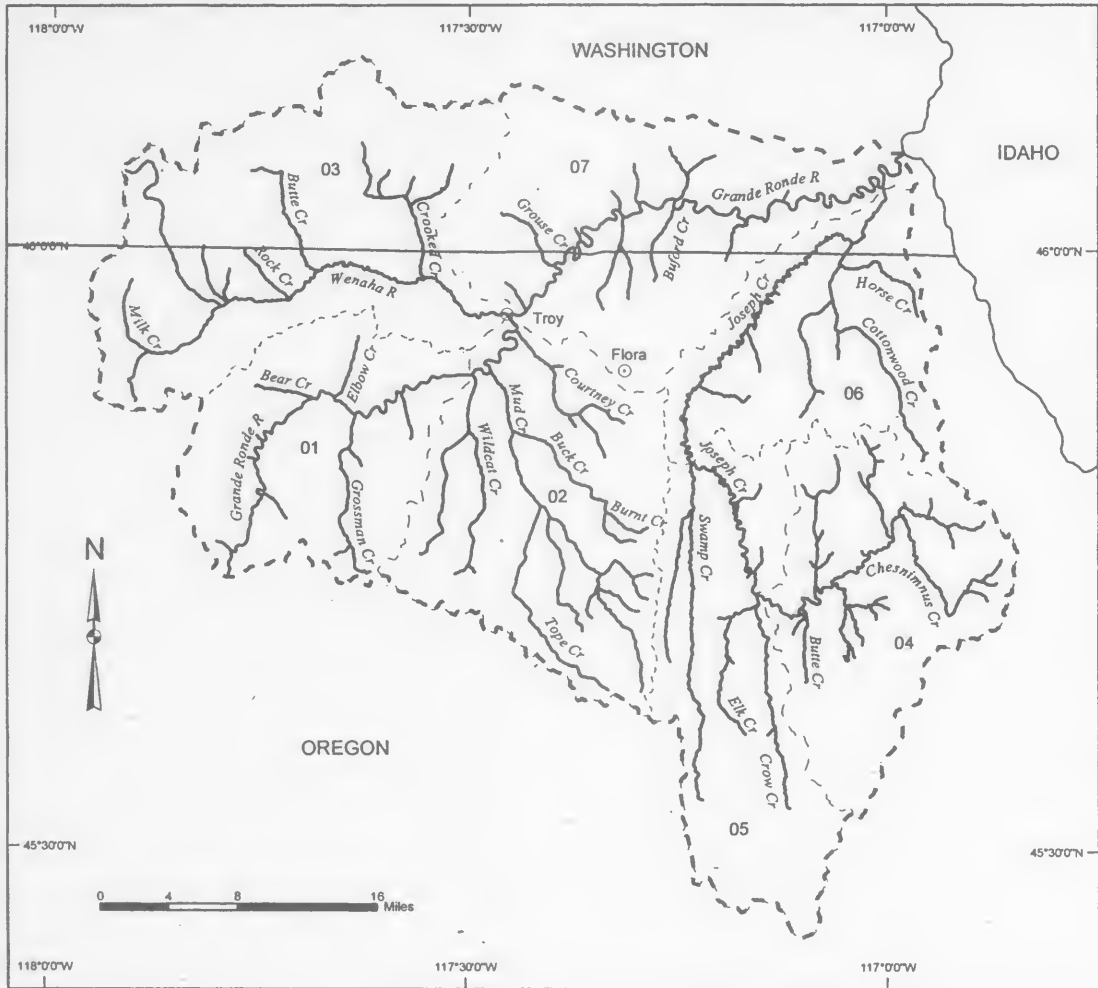 118°0'0"W
117°30'0"W
117°0'0"W
WASHINGTON
IDAHO
03
07
Butte Cr
Crooked Cr
Grouse Cr
Grande Ronde R
Buford Cr
46°0'0"N
46°0'0"N
Rock Cr
Wenaha R
Joseph Cr
Horse Cr
Milk Cr
Troy
Cottonwood Cr
Flora
Elbow Cr
Bear Cr
Courtney Cr
Mud Cr
06
Grande Ronde R
01
Wildcat Cr
Buck Cr
Joseph Cr
Grossman Cr
02
Burnt Cr
Swamp Cr
N
Chesnimnus Cr
Tope Cr
Butte Cr
04
Elk Cr
OREGON
Crow Cr
05
45°30'0"N
45°30'0"N
0 4 8 16
Miles
118°0'0"W
117°30'0"W
117°0'0"W